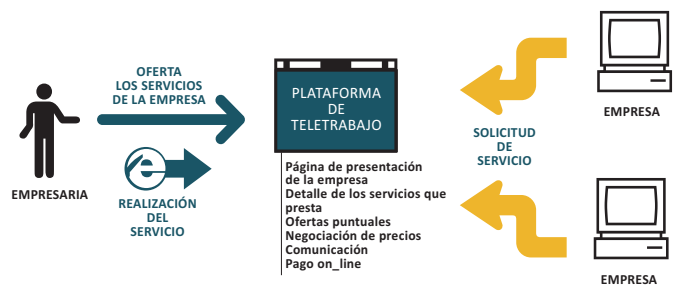 OFERTA
LOS SERVICIOS
DE LA EMPRESA
EMPRESARIA
REALIZACIÓN
DEL
SERVICIO
PLATAFORMA
DE
TELETRABAJO
Página de presentación
de la empresa
Detalle de los servicios que
presta
Ofertas puntuales
Negociación de precios
Comunicación
Pago on_line
SOLICITUD
DE
SERVICIO
EMPRESA
EMPRESA